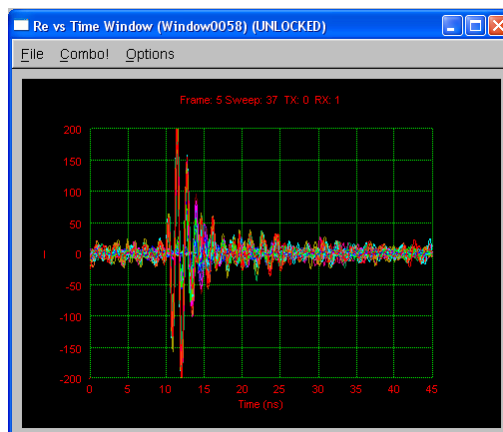 Re vs Time Window (Window0058) (UNLOCKED)
File Combo! Options
Frame: 5 Sweep: 37 TX: 0 RX: 1
200
150
100
50
0
-50
-100
-150
-200
0 5 10 15 20 25 30 35 40 45
Time (ns)